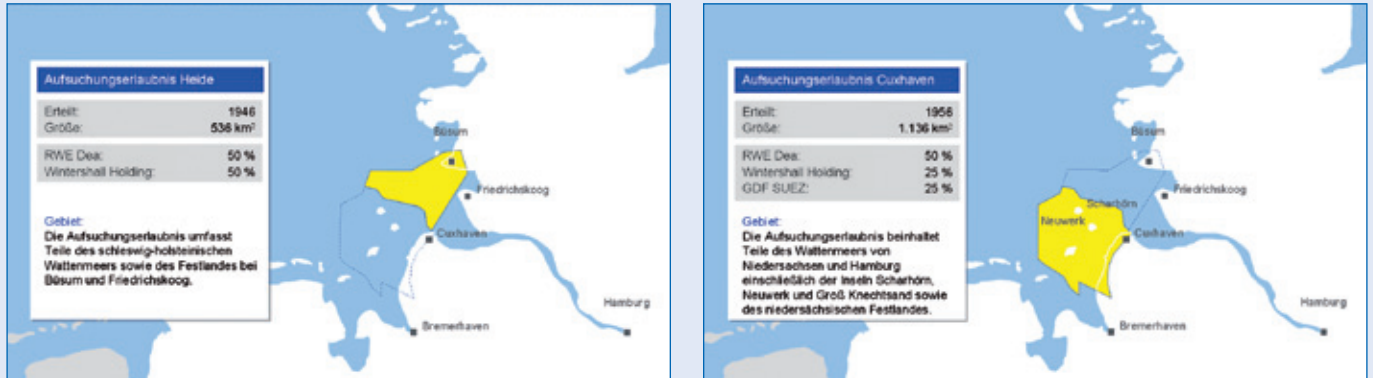 Aufsuchungserlaubnis Heide
Erteilt: 1946
Größe: 536 km²
RWE Dea: 50 %
Wintershall Holding: 50 %
Gebiet:
Die Aufsuchungserlaubnis umfasst
Teile des schleswig-holsteinischen
Wattenmeers sowie des Festlandes bei
Büsum und Friedrichskoog.
Büsum
Friedrichskoog
Cuxhaven
Hamburg
Bremerhaven
Aufsuchungserlaubnis Cuxhaven
Erteilt: 1956
Größe: 1.136 km²
RWE Dea: 50 %
Wintershall Holding: 25 %
GDF SUEZ: 25 %
Gebiet:
Die Aufsuchungserlaubnis beinhaltet
Teile des Wattenmeers von
Niedersachsen und Hamburg
einschließlich der Inseln Scharhörn,
Neuwerk und Groß Knechtsand sowie
des niedersächsischen Festlandes.
Büsum
Friedrichskoog
Scharhörn
Neuwerk
Cuxhaven
Hamburg
Bremerhaven